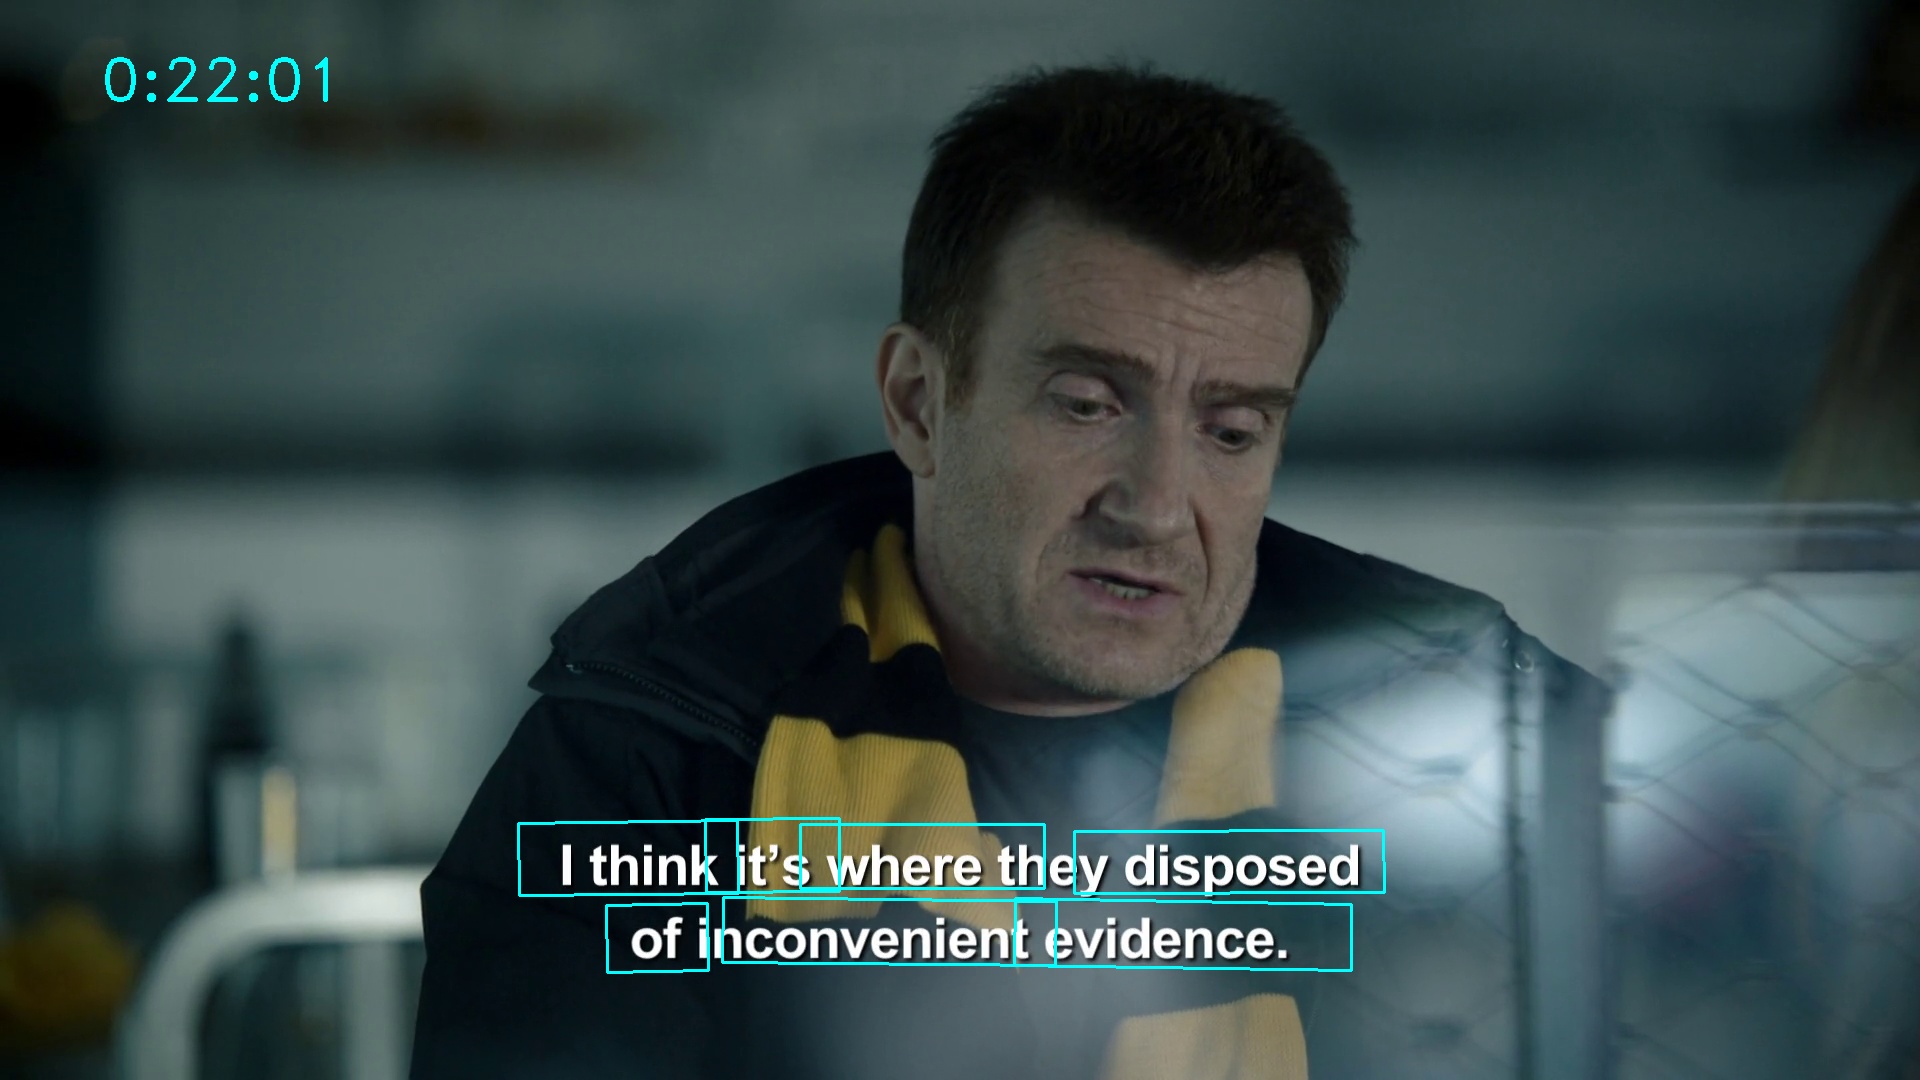 0:22:01
I think it’s where they disposed
of inconvenient evidence.